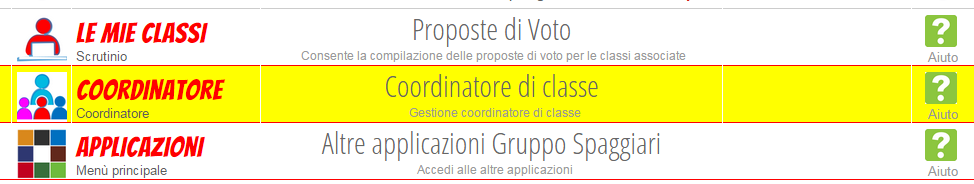 LE MIE CLASSI
Scrutinio
Proposte di Voto
Consente la compilazione delle proposte di voto per le classi associate
?
Aiuto
COORDINATORE
Coordinatore
Coordinatore di classe
Gestione coordinatore di classe
?
Aiuto
APPLICAZIONI
Menù principale
Altre applicazioni Gruppo Spaggiari
Accedi alle altre applicazioni
?
Aiuto